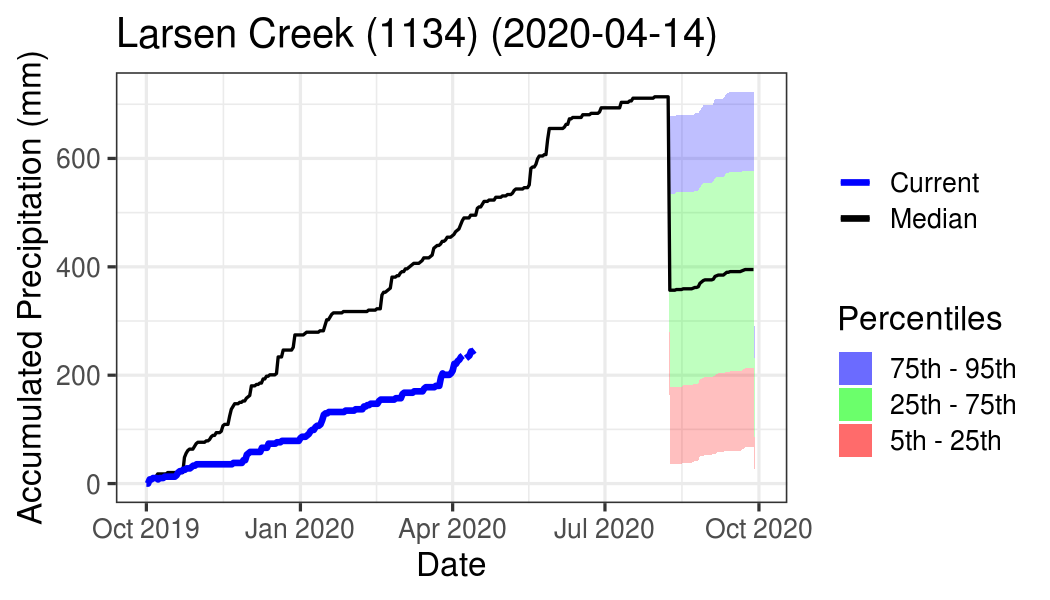 Larsen Creek (1134) (2020-04-14)
Accumulated Precipitation (mm)
600
400
200
0
Oct 2019
Jan 2020
Apr 2020
Jul 2020
Oct 2020
Date
Current
Median
Percentiles
75th - 95th
25th - 75th
5th - 25th